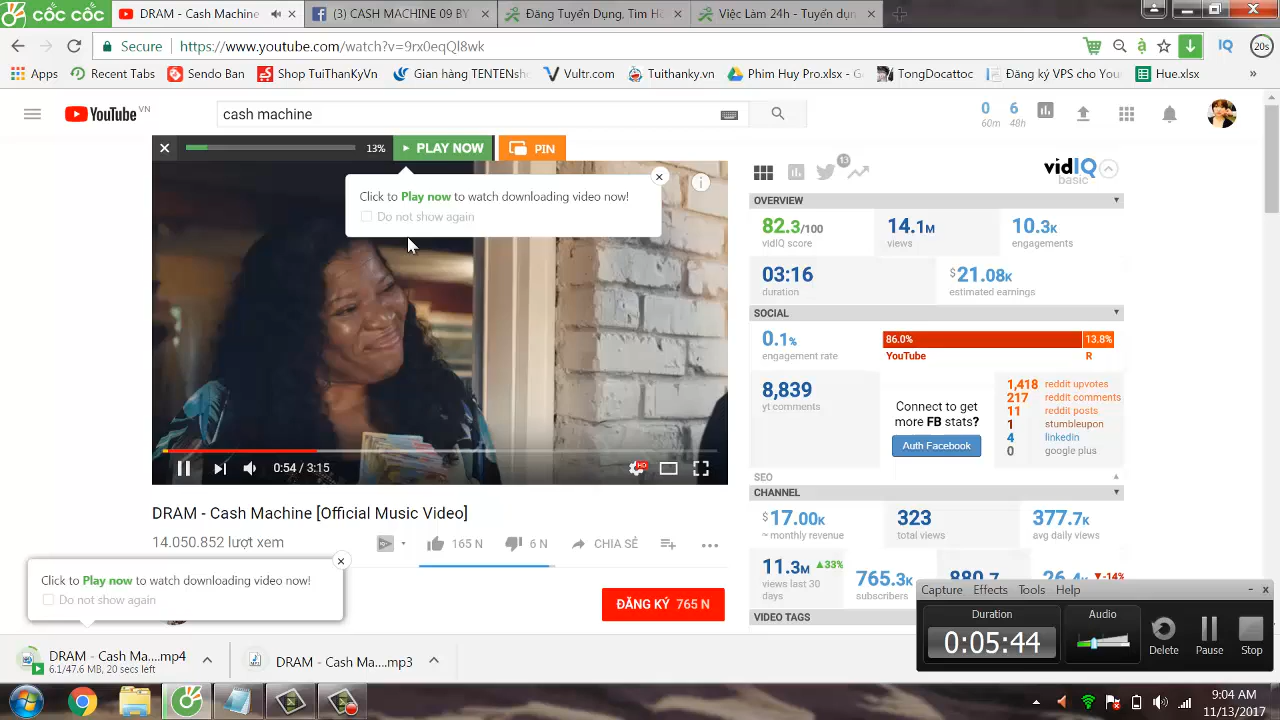 cốc cốc
DRAM - Cash Machine
(3) CASH MACHINE
Đăng Tuyển Dụng, Tìm H
Việc Làm 24h - Tuyển dụn
Secure
https://www.youtube.com/watch?v=9rx0eqQl8wk
à
IQ
20s
Apps
Recent Tabs
Sendo Ban
Shop TuiThanKyVn
Gian hang TENTENsh
Vultr.com
Tuithanky.vn
Phim Huy Pro.xlsx - G
TongDocattoc
Đăng ký VPS cho You
Hue.xlsx
»
YouTube VN
cash machine
0
60m
6
48h
13%
PLAY NOW
PIN
Click to Play now to watch downloading video now!
Do not show again
0:54 / 3:15
HD
DRAM - Cash Machine [Official Music Video]
14.050.852 lượt xem
165 N
6 N
CHIA SẺ
Click to Play now to watch downloading video now!
Do not show again
ĐĂNG KÝ 765 N
13
vidIQ
basic
OVERVIEW
82.3/100
vidIQ score
14.1M
views
10.3K
engagements
03:16
duration
$21.08K
estimated earnings
SOCIAL
0.1%
engagement rate
86.0%
13.8%
YouTube
R
8,839
yt comments
Connect to get
more FB stats?
Auth Facebook
1,418 reddit upvotes
217 reddit comments
11 reddit posts
1 stumbleupon
4 linkedin
0 google plus
SEO
CHANNEL
$17.00K
~ monthly revenue
323
total views
377.7K
avg daily views
11.3M
33%
views last 30
days
765.3K
subscribers
880.7
26.4K
-14%
VIDEO TAGS
Capture Effects Tools Help
Duration
0:05:44
Audio
Delete
Pause
Stop
DRAM - Cash Ma....mp4
6.1/47.6 MB, 20 secs left
DRAM - Cash Ma....mp3
9:04 AM
11/13/2017